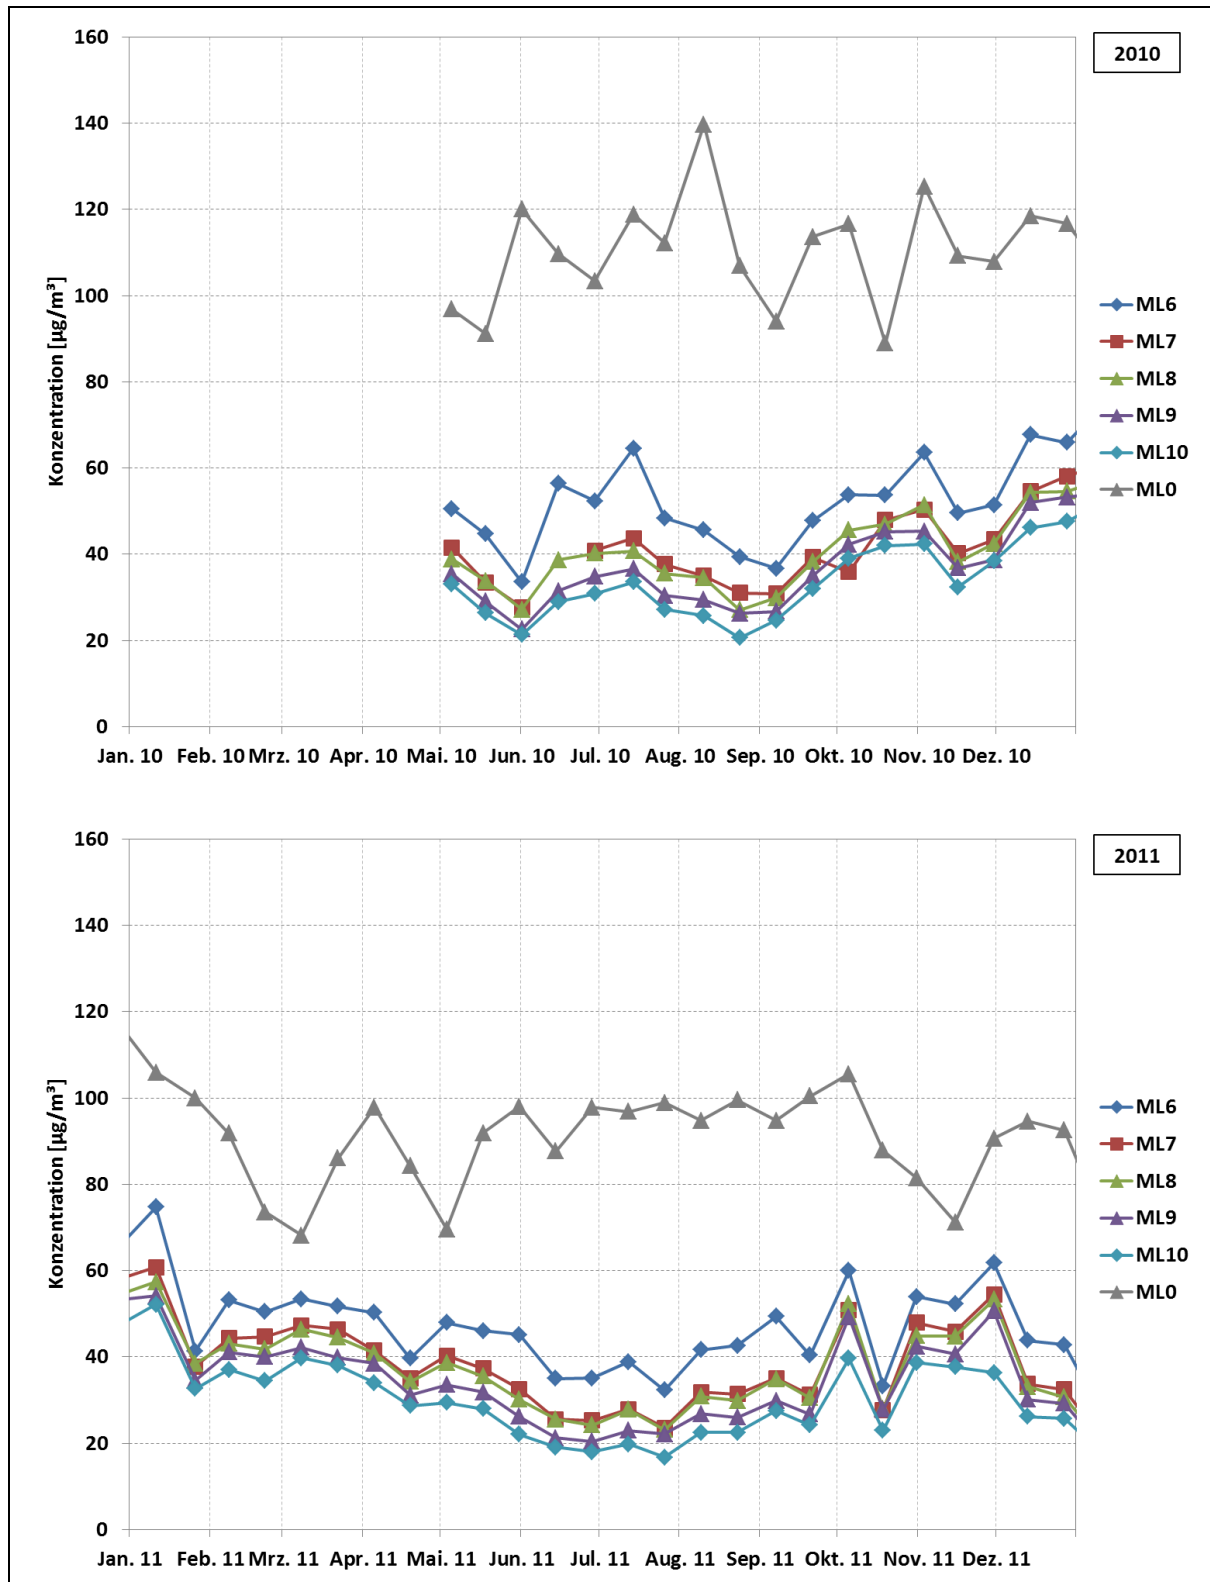 2010
160
140
120
100
80
60
40
20
0
Konzentration [µg/m³]
Jan. 10 Feb. 10 Mrz. 10 Apr. 10 Mai. 10 Jun. 10 Jul. 10 Aug. 10 Sep. 10 Okt. 10 Nov. 10 Dez. 10
ML6
ML7
ML8
ML9
ML10
ML0
2011
160
140
120
100
80
60
40
20
0
Konzentration [µg/m³]
Jan. 11 Feb. 11 Mrz. 11 Apr. 11 Mai. 11 Jun. 11 Jul. 11 Aug. 11 Sep. 11 Okt. 11 Nov. 11 Dez. 11
ML6
ML7
ML8
ML9
ML10
ML0